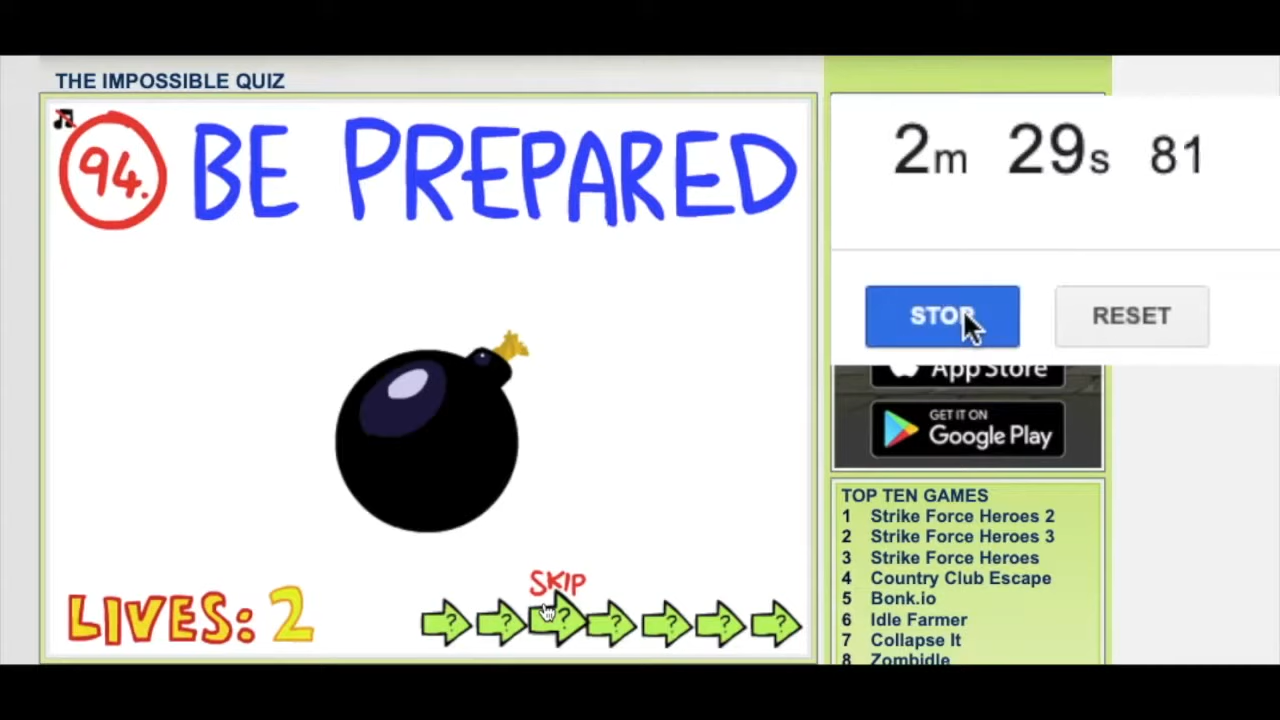 THE IMPOSSIBLE QUIZ
94. BE PREPARED
2m 29s 81
STOP RESET
App Store
GET IT ON
Google Play
TOP TEN GAMES
1 Strike Force Heroes 2
2 Strike Force Heroes 3
3 Strike Force Heroes
4 Country Club Escape
5 Bonk.io
6 Idle Farmer
7 Collapse It
8 Zombidle
SKIP
LIVES: 2
? ? ? ? ? ? ?